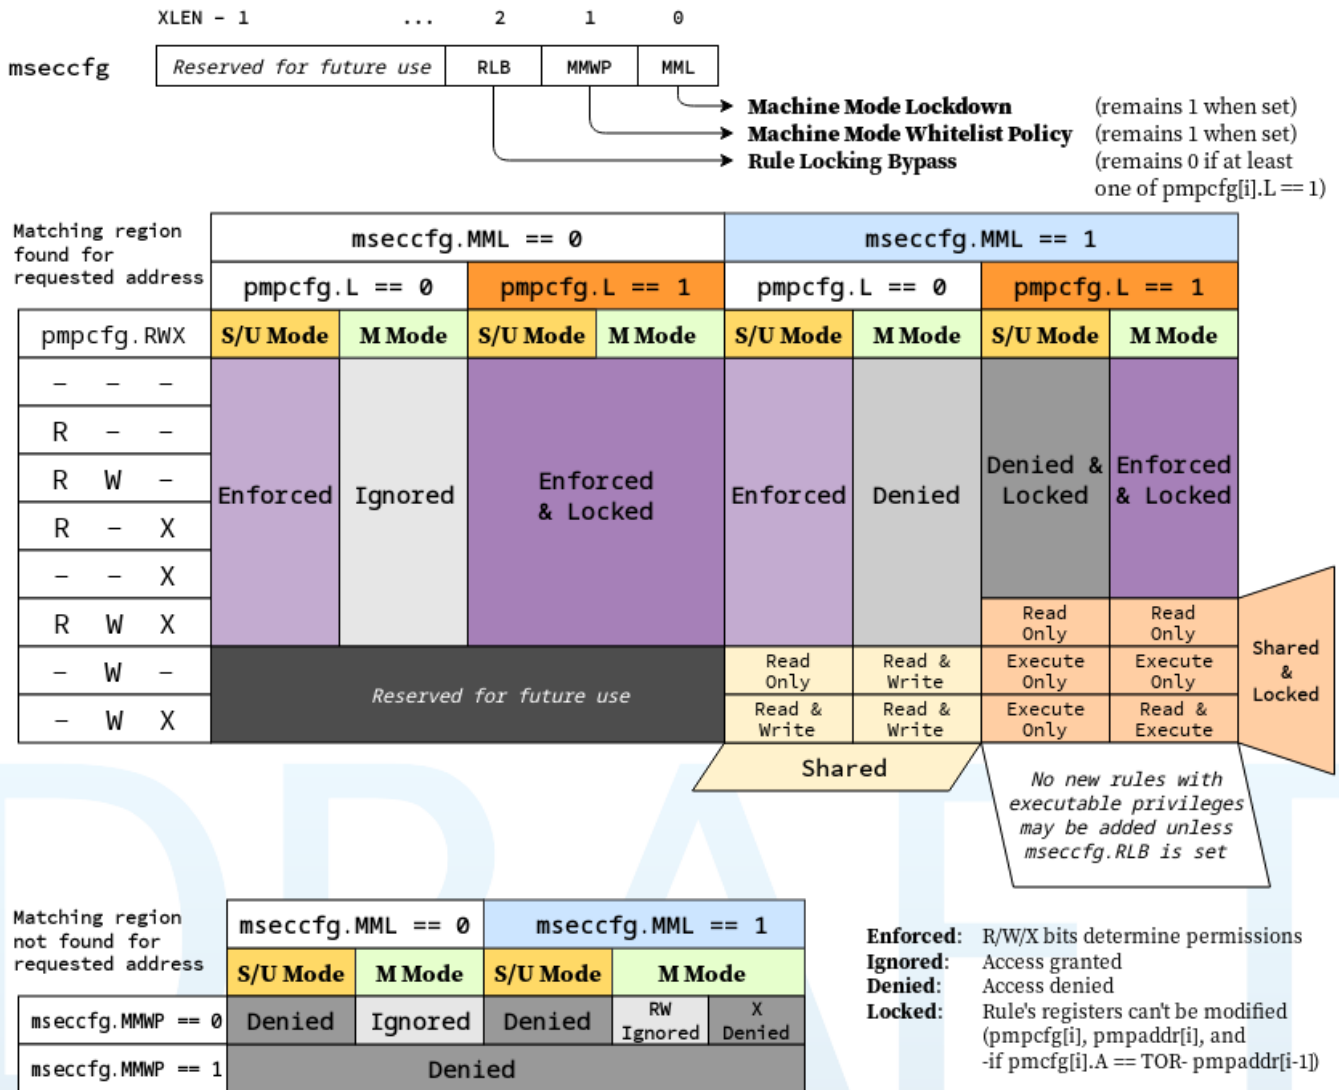 XLEN - 1 ... 2 1 0
mseccfg Reserved for future use RLB MMWP MML
Machine Mode Lockdown (remains 1 when set)
Machine Mode Whitelist Policy (remains 1 when set)
Rule Locking Bypass (remains 0 if at least
one of pmpcfg[i].L == 1)
Matching region
found for
requested address
mseccfg.MML == 0 mseccfg.MML == 1
pmpcfg.L == 0 pmpcfg.L == 1 pmpcfg.L == 0 pmpcfg.L == 1
pmpcfg.RWX S/U Mode M Mode S/U Mode M Mode S/U Mode M Mode S/U Mode M Mode
- - -
R - -
R W -
R - X
- - X
R W X
- W -
- W X
Enforced Ignored Enforced
& Locked
Enforced Denied
Denied &
Locked
Enforced
& Locked
Read
Only
Read
Only
Reserved for future use
Read
Only
Read &
Write
Execute
Only
Execute
Only
Read &
Write
Read &
Write
Execute
Only
Read &
Execute
Shared
&
Locked
Shared
No new rules with
executable privileges
may be added unless
mseccfg.RLB is set
Matching region
not found for
requested address
mseccfg.MML == 0 mseccfg.MML == 1
S/U Mode M Mode S/U Mode M Mode
mseccfg.MMWP == 0 Denied Ignored Denied
RW
Ignored
X
Denied
mseccfg.MMWP == 1 Denied
Enforced: R/W/X bits determine permissions
Ignored: Access granted
Denied: Access denied
Locked: Rule's registers can't be modified
(pmpcfg[i], pmpaddr[i], and
-if pmcfg[i].A == TOR- pmpaddr[i-1])
DRAFT